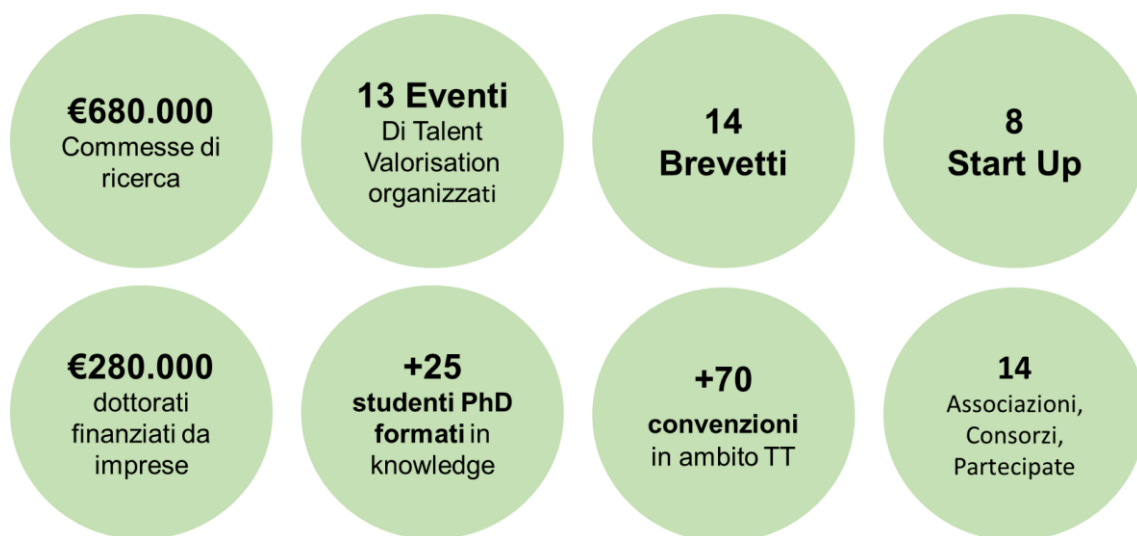 €680.000
Commesse di
ricerca
13 Eventi
Di Talent
Valorisation
organizzati
14
Brevetti
8
Start Up
€280.000
dottorati
finanziati da
imprese
+25
studenti PhD
formati in
knowledge
+70
convenzioni
in ambito TT
14
Associazioni,
Consorzi,
Partecipate